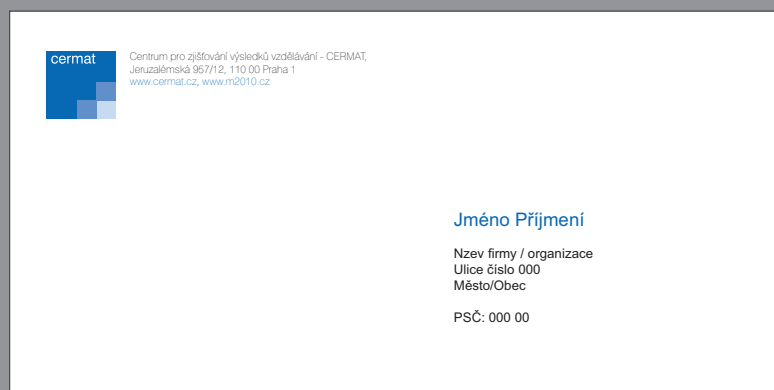 cermat
Centrum pro zjišťování výsledků vzdělávání - CERMAT,
Jeruzalémská 957/12, 110 00 Praha 1
www.cermat.cz, www.m2010.cz
Jméno Příjmení
Nzev firmy / organizace
Ulice číslo 000
Město/Obec
PSČ: 000 00